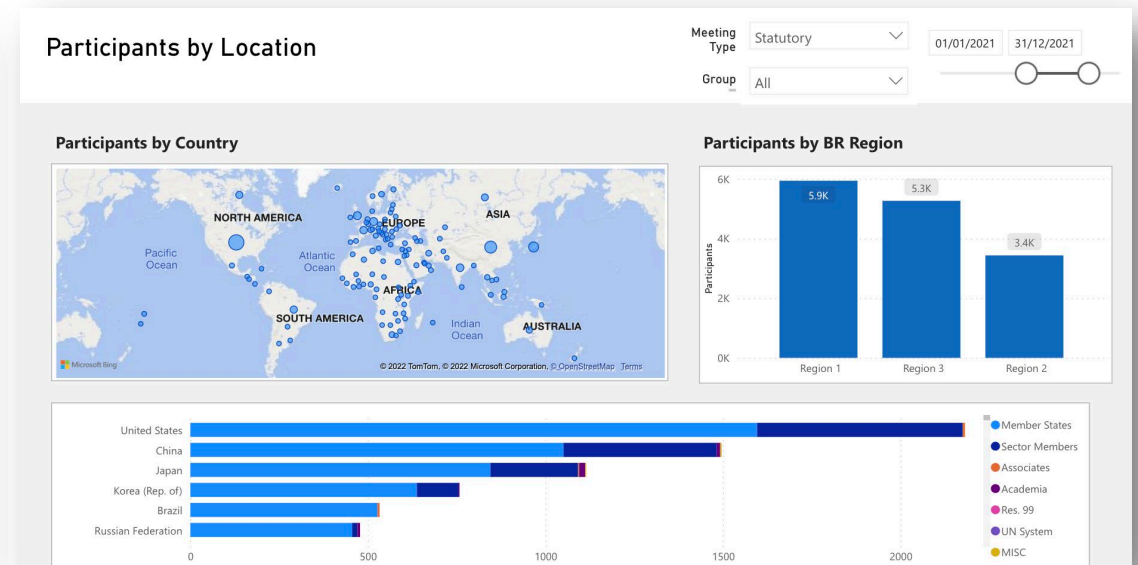 Participants by Location
Meeting Type
Statutory
01/01/2021
31/12/2021
Group
All
Participants by Country
NORTH AMERICA
EUROPE
ASIA
Pacific Ocean
Atlantic Ocean
AFRICA
SOUTH AMERICA
Indian Ocean
AUSTRALIA
Microsoft Bing
© 2022 TomTom, © 2022 Microsoft Corporation, © OpenStreetMap Terms
Participants by BR Region
Participants
6K
4K
2K
0K
5.9K
5.3K
3.4K
Region 1
Region 3
Region 2
United States
China
Japan
Korea (Rep. of)
Brazil
Russian Federation
0
500
1000
1500
2000
Member States
Sector Members
Associates
Academia
Res. 99
UN System
MISC